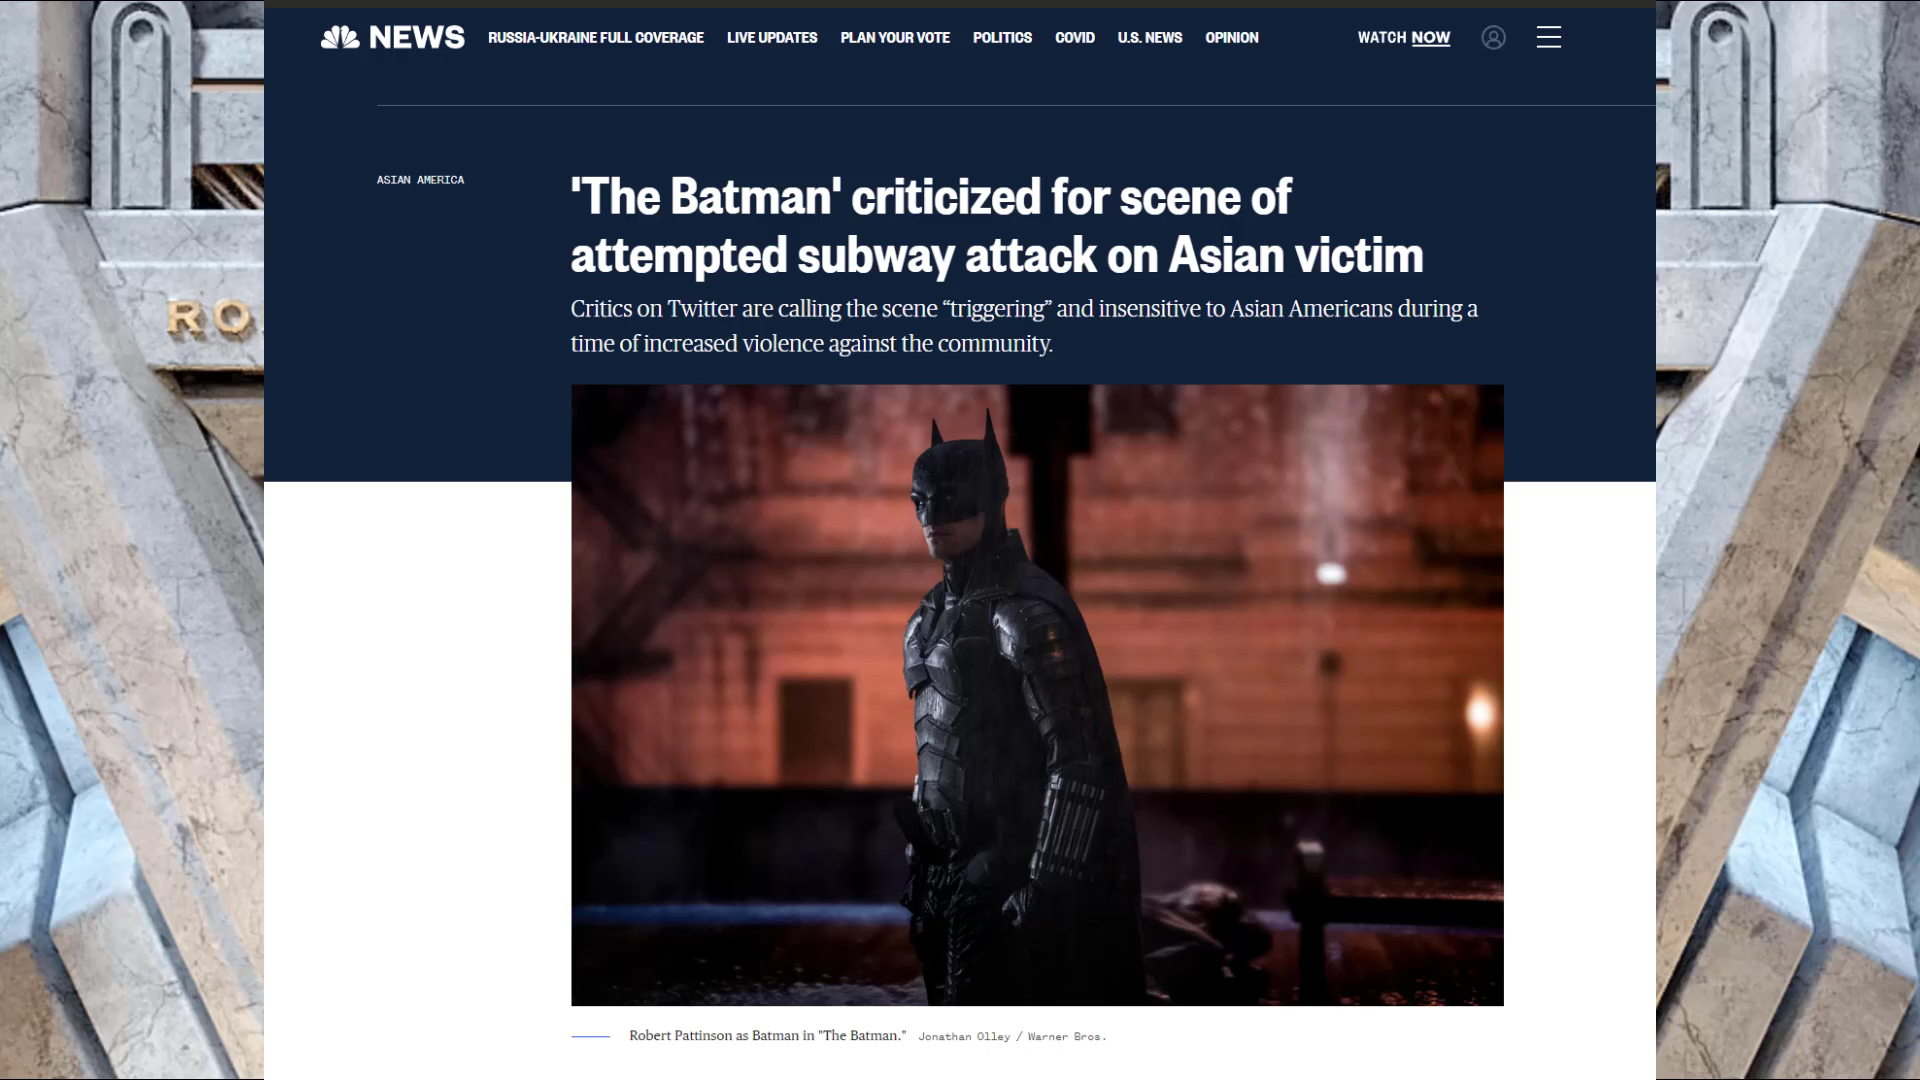 NEWS RUSSIA-UKRAINE FULL COVERAGE LIVE UPDATES PLAN YOUR VOTE POLITICS COVID U.S. NEWS OPINION WATCH NOW
ASIAN AMERICA
'The Batman' criticized for scene of
attempted subway attack on Asian victim
Critics on Twitter are calling the scene “triggering” and insensitive to Asian Americans during a
time of increased violence against the community.
RO
Robert Pattinson as Batman in "The Batman." Jonathan Olley / Warner Bros.